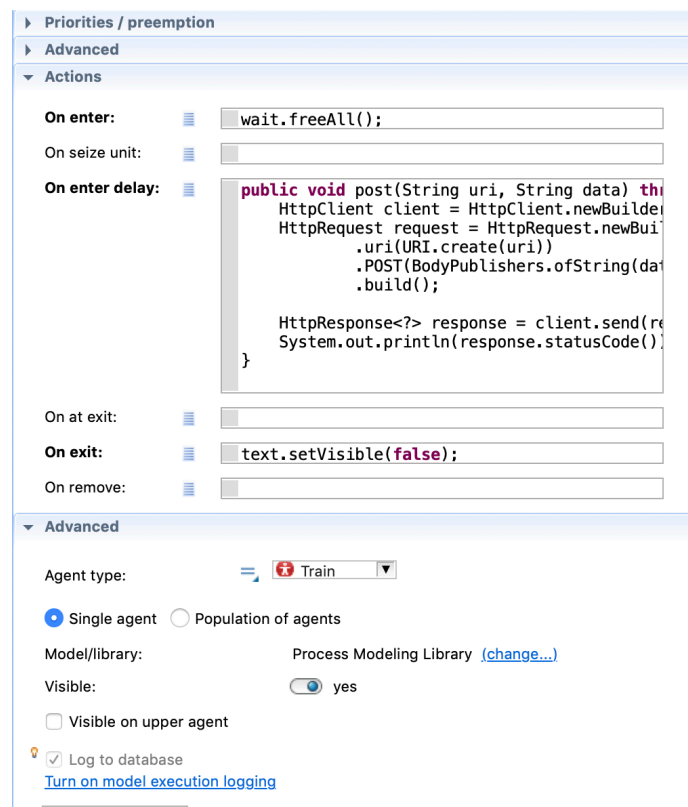 Priorities / preemption
Advanced
Actions
On enter:
wait.freeAll();
On seize unit:
On enter delay:
public void post(String uri, String data) thr
HttpClient client = HttpClient.newBuilder
HttpRequest request = HttpRequest.newBuil
.uri(URI.create(uri))
.POST(BodyPublishers.ofString(dat
.build();
HttpResponse<?> response = client.send(re
System.out.println(response.statusCode())
}
On at exit:
On exit:
text.setVisible(false);
On remove:
Advanced
Agent type:
Train
Single agent Population of agents
Model/library: Process Modeling Library (change...)
Visible: yes
Visible on upper agent
Log to database
Turn on model execution logging